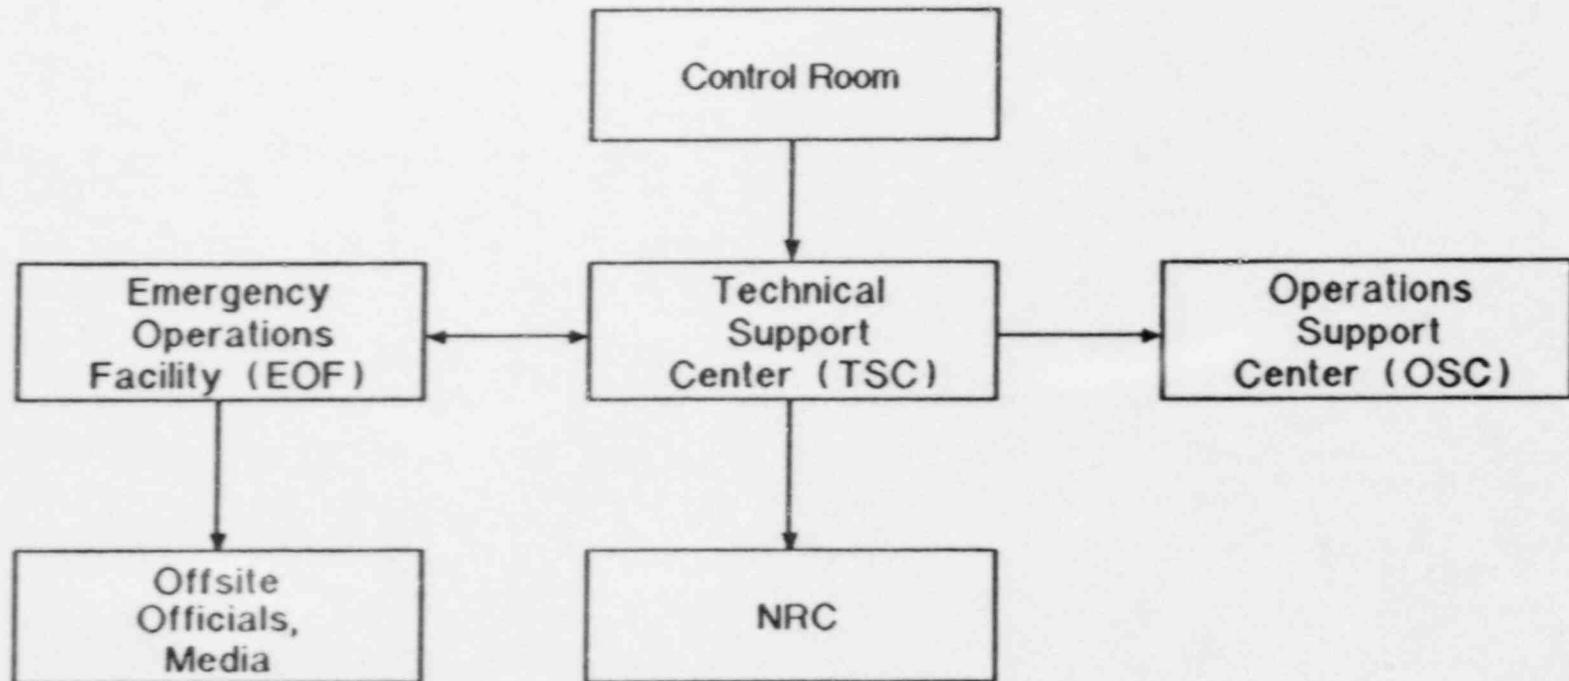 Control Room
Emergency
Operations
Facility (EOF)
Technical
Support
Center (TSC)
Operations
Support
Center (OSC)
Offsite
Officials,
Media
NRC